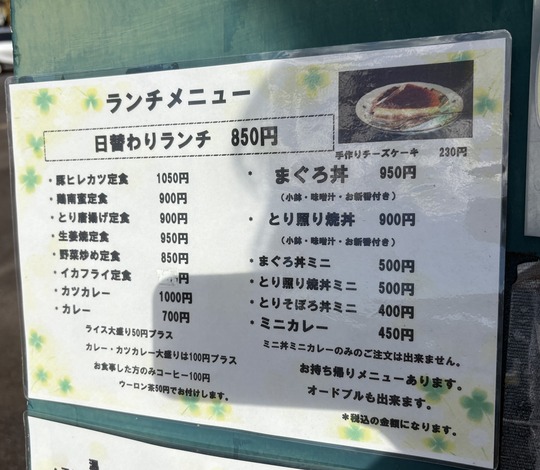 ランチメニュー
日替わりランチ 850円
手作りチーズケーキ 230円
・豚ヒレカツ定食 1050円
・鶏南蛮定食 900円
・とり唐揚げ定食 900円
・生姜焼定食 950円
・野菜炒め定食 850円
・イカフライ定食
・カツカレー 1000円
・カレー 700円
ライス大盛り50円プラス
カレー・カツカレー大盛りは100円プラス
お食事した方のみコーヒー100円
ウーロン茶50円でお付けします。
・まぐろ丼 950円
(小鉢・味噌汁・お新香付き)
・とり照り焼丼 900円
(小鉢・味噌汁・お新香付き)
・まぐろ丼ミニ 500円
・とり照り焼丼ミニ 500円
・とりそぼろ丼ミニ 400円
・ミニカレー 450円
ミニ丼ミニカレーのみのご注文は出来ません。
お持ち帰りメニューあります。
オードブルも出来ます。
*税込の金額になります。